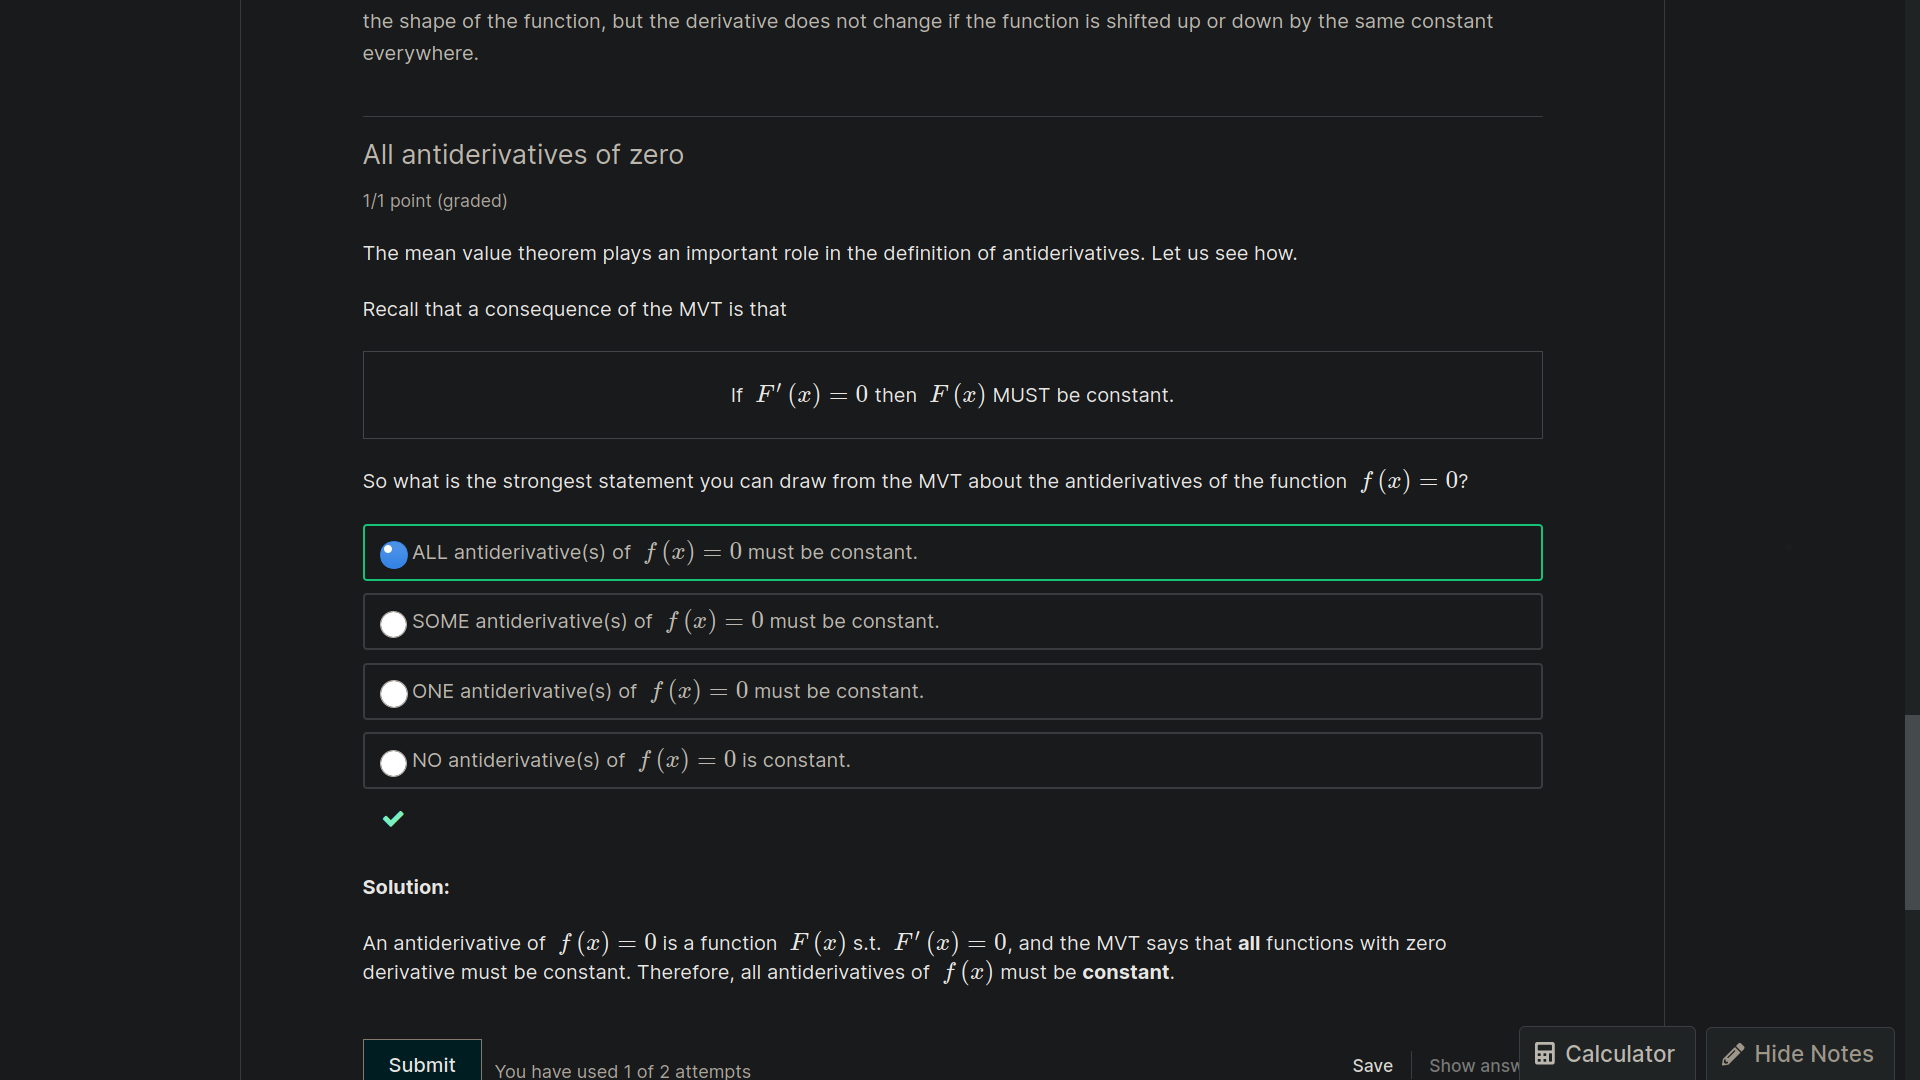 the shape of the function, but the derivative does not change if the function is shifted up or down by the same constant
everywhere.
All antiderivatives of zero
1/1 point (graded)
The mean value theorem plays an important role in the definition of antiderivatives. Let us see how.
Recall that a consequence of the MVT is that
If F′ (x) = 0 then F (x) MUST be constant.
So what is the strongest statement you can draw from the MVT about the antiderivatives of the function f (x) = 0?
ALL antiderivative(s) of f (x) = 0 must be constant.
SOME antiderivative(s) of f (x) = 0 must be constant.
ONE antiderivative(s) of f (x) = 0 must be constant.
NO antiderivative(s) of f (x) = 0 is constant.
Solution:
An antiderivative of f (x) = 0 is a function F (x) s.t. F′ (x) = 0, and the MVT says that all functions with zero
derivative must be constant. Therefore, all antiderivatives of f (x) must be constant.
Submit
You have used 1 of 2 attempts
Save
Show answ
Calculator
Hide Notes